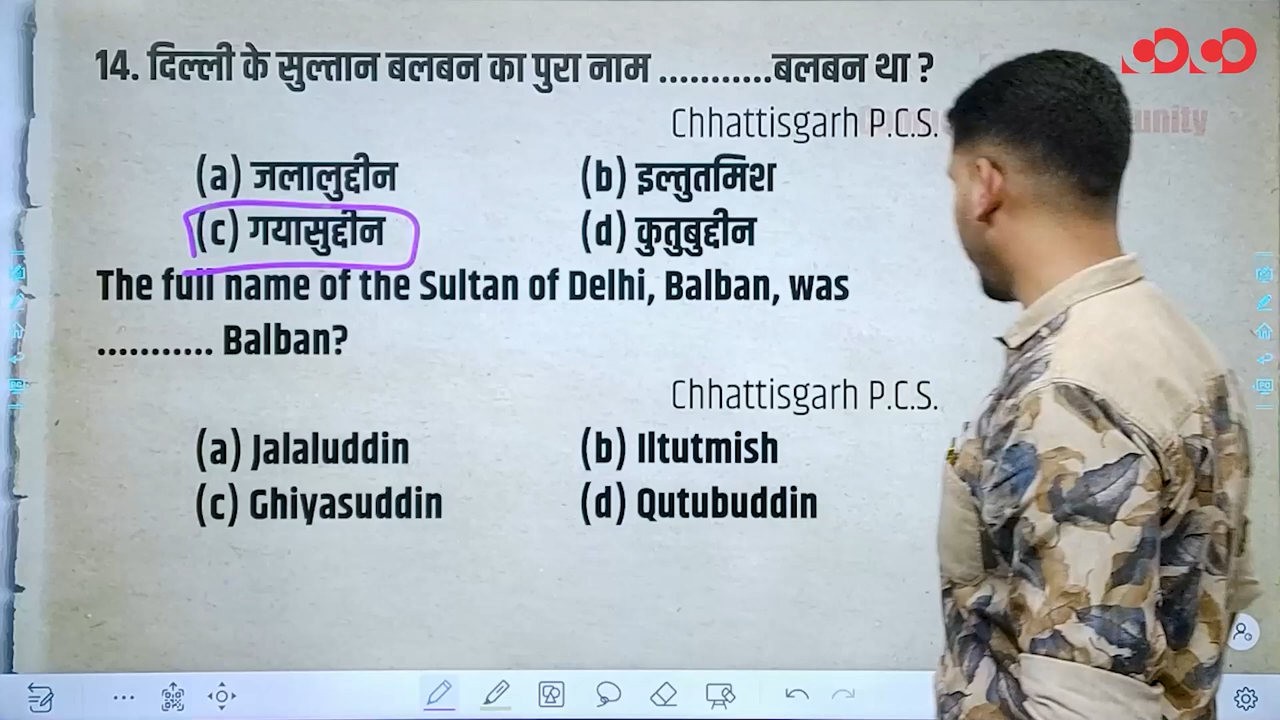 14. दिल्ली के सुल्तान बलबन का पुरा नाम ...........बलबन था ?
Chhattisgarh P.C.S.
unity
(a) जलालुद्दीन (b) इल्तुतमिश
(c) गयासुद्दीन (d) कुतुबुद्दीन
The full name of the Sultan of Delhi, Balban, was
........... Balban?
Chhattisgarh P.C.S.
(a) Jalaluddin (b) Iltutmish
(c) Ghiyasuddin (d) Qutubuddin